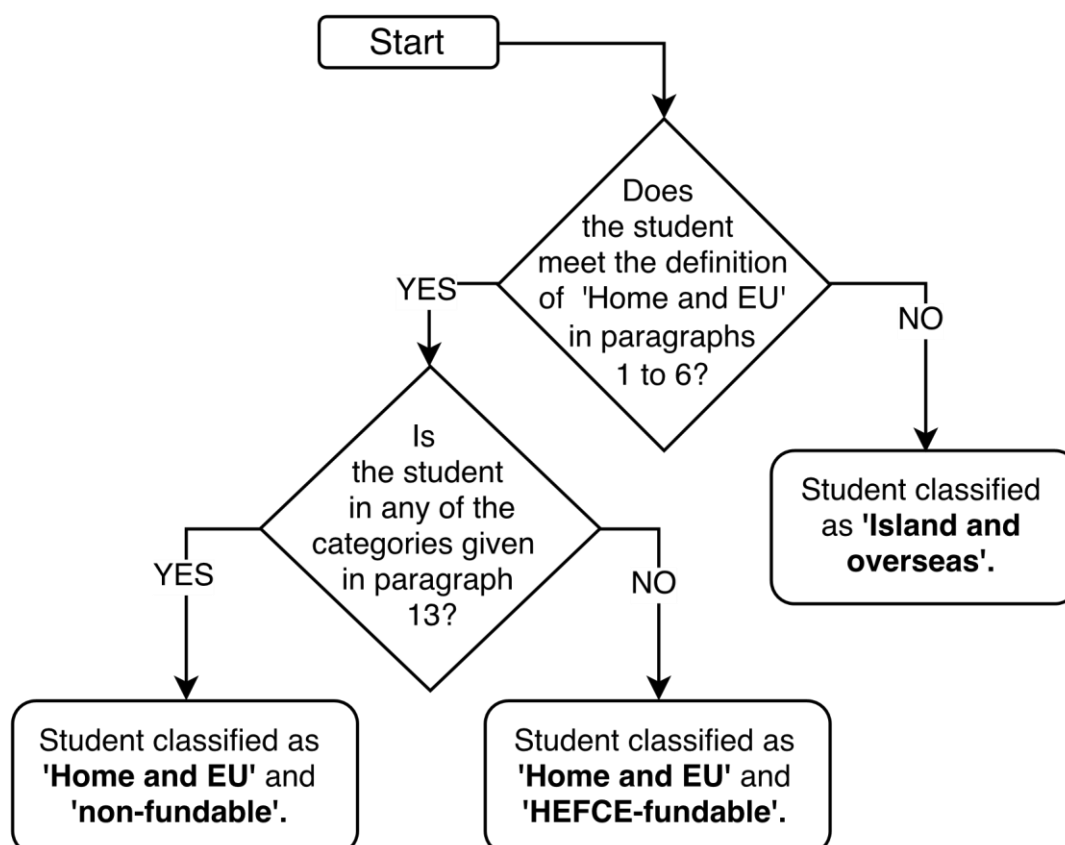 Start
Does
the student
meet the definition
of 'Home and EU'
in paragraphs
1 to 6?
YES
NO
Is
the student
in any of the
categories given
in paragraph
13?
Student classified
as 'Island and
overseas'.
YES
NO
Student classified as
'Home and EU' and
'non-fundable'.
Student classified as
'Home and EU' and
'HEFCE-fundable'.